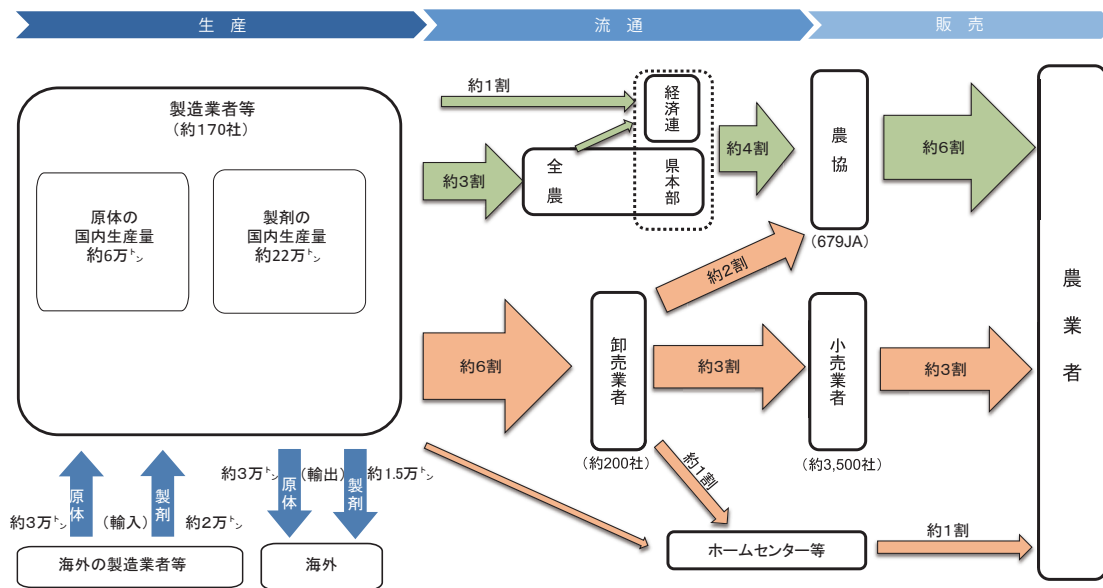 生 産
流 通
販 売
製造業者等
（約170社）
原体の
国内生産量
約6万㌧
製剤の
国内生産量
約22万㌧
約1割
約3割
経済連
全農
県本部
約4割
農協
（679JA）
約6割
約2割
約6割
卸売業者
（約200社）
約3割
小売業者
（約3,500社）
約3割
約1割
ホームセンター等
約1割
農業者
約3万㌧
原体
（輸入）
製剤
約2万㌧
海外の製造業者等
約3万㌧
原体
（輸出）
製剤
約1.5万㌧
海外